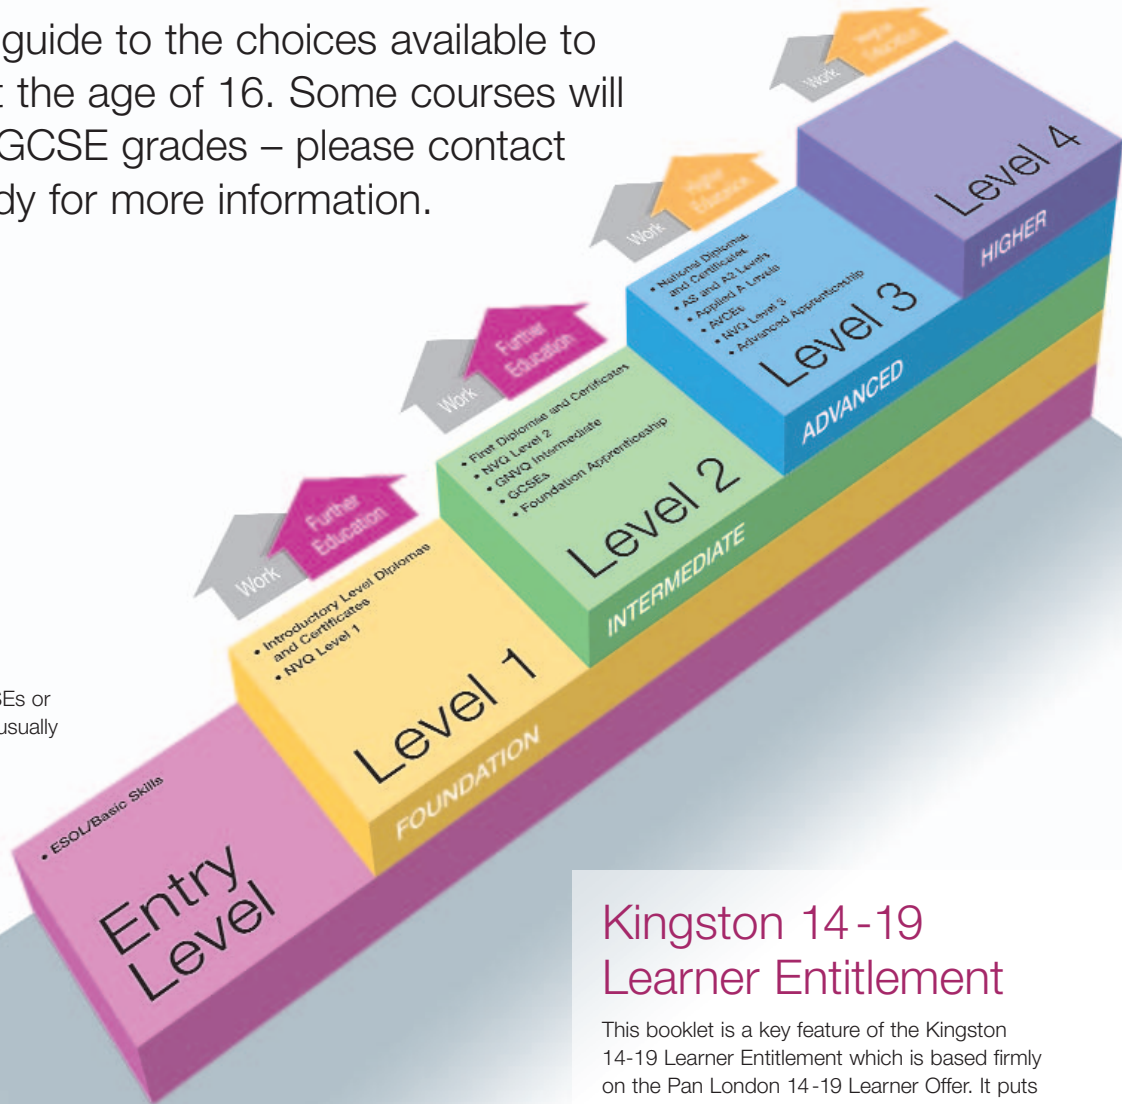 guide to the choices available to
t the age of 16. Some courses will
GCSE grades – please contact
dy for more information.
Work
Higher
Education
Level 4
HIGHER
Work
Higher
Education
• National Diplomas
and Certificates
• AS and A2 Levels
• Applied A Levels
• AVCEs
• NVQ Level 3
• Advanced Apprenticeship
Level 3
ADVANCED
Work
Further
Education
• First Diplomas and Certificates
• NVQ Level 2
• GNVQ Intermediate
• GCSEs
• Foundation Apprenticeship
Level 2
INTERMEDIATE
Work
Further
Education
• Introductory Level Diplomas
and Certificates
• NVQ Level 1
Level 1
FOUNDATION
SEs or
usually
• ESOL/Basic Skills
Entry
Level
Kingston 14-19
Learner Entitlement
This booklet is a key feature of the Kingston
14-19 Learner Entitlement which is based firmly
on the Pan London 14-19 Learner Offer. It puts